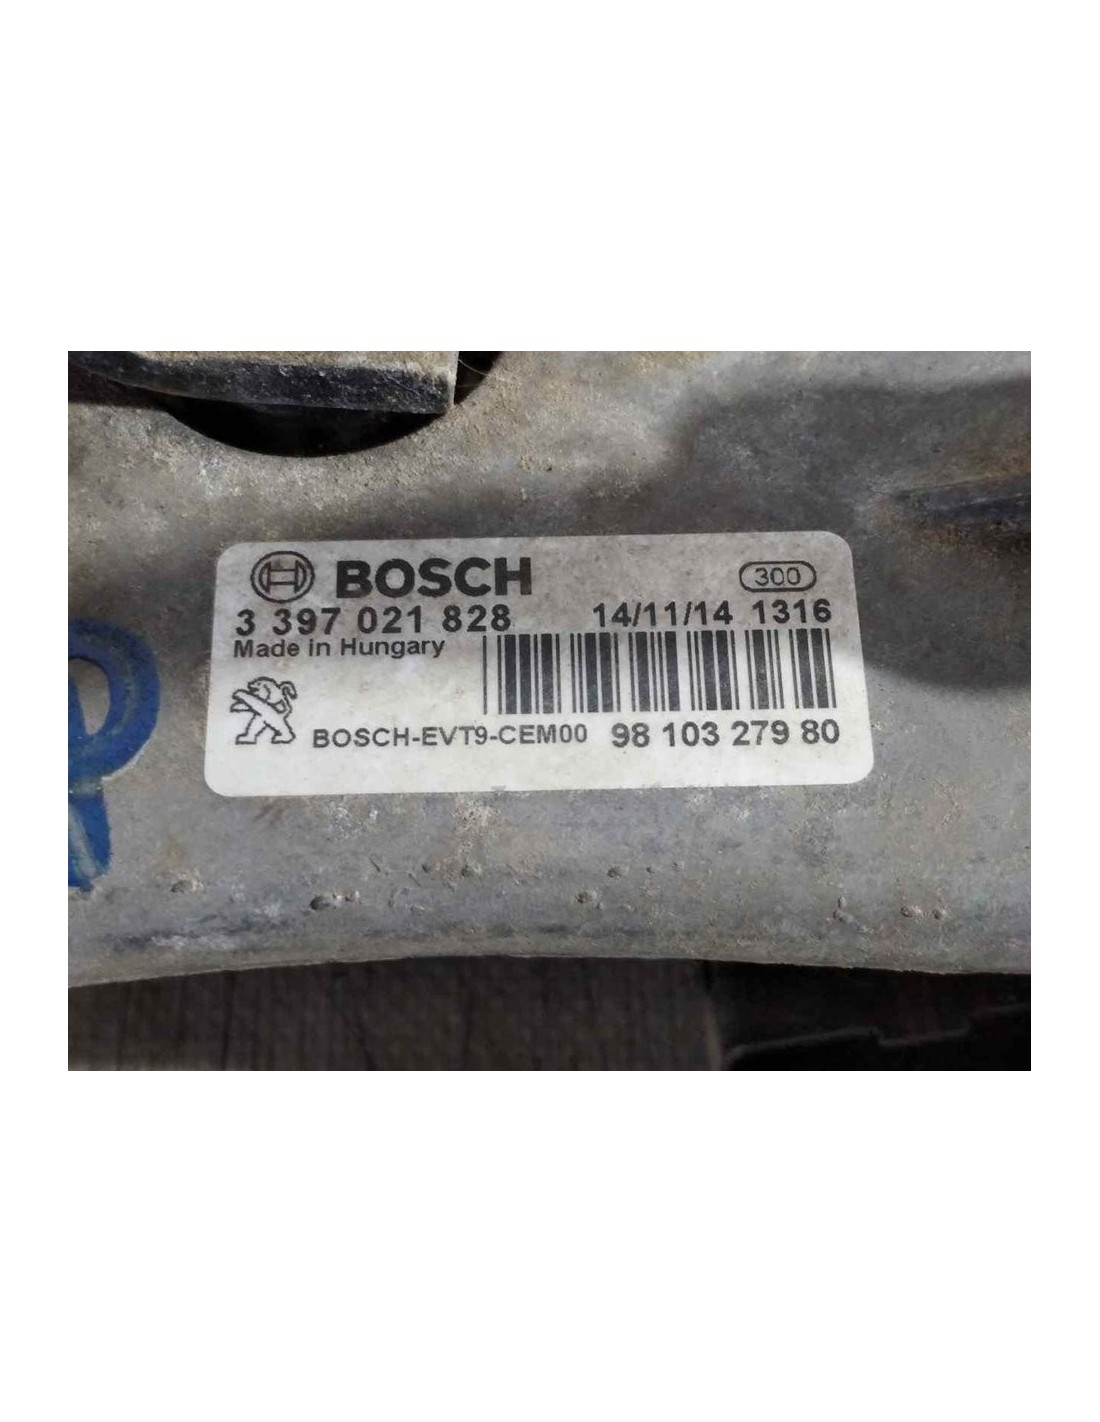 BOSCH 300
3 397 021 828 14/11/14 1316
Made in Hungary
BOSCH-EVT9-CEM00 98 103 279 80